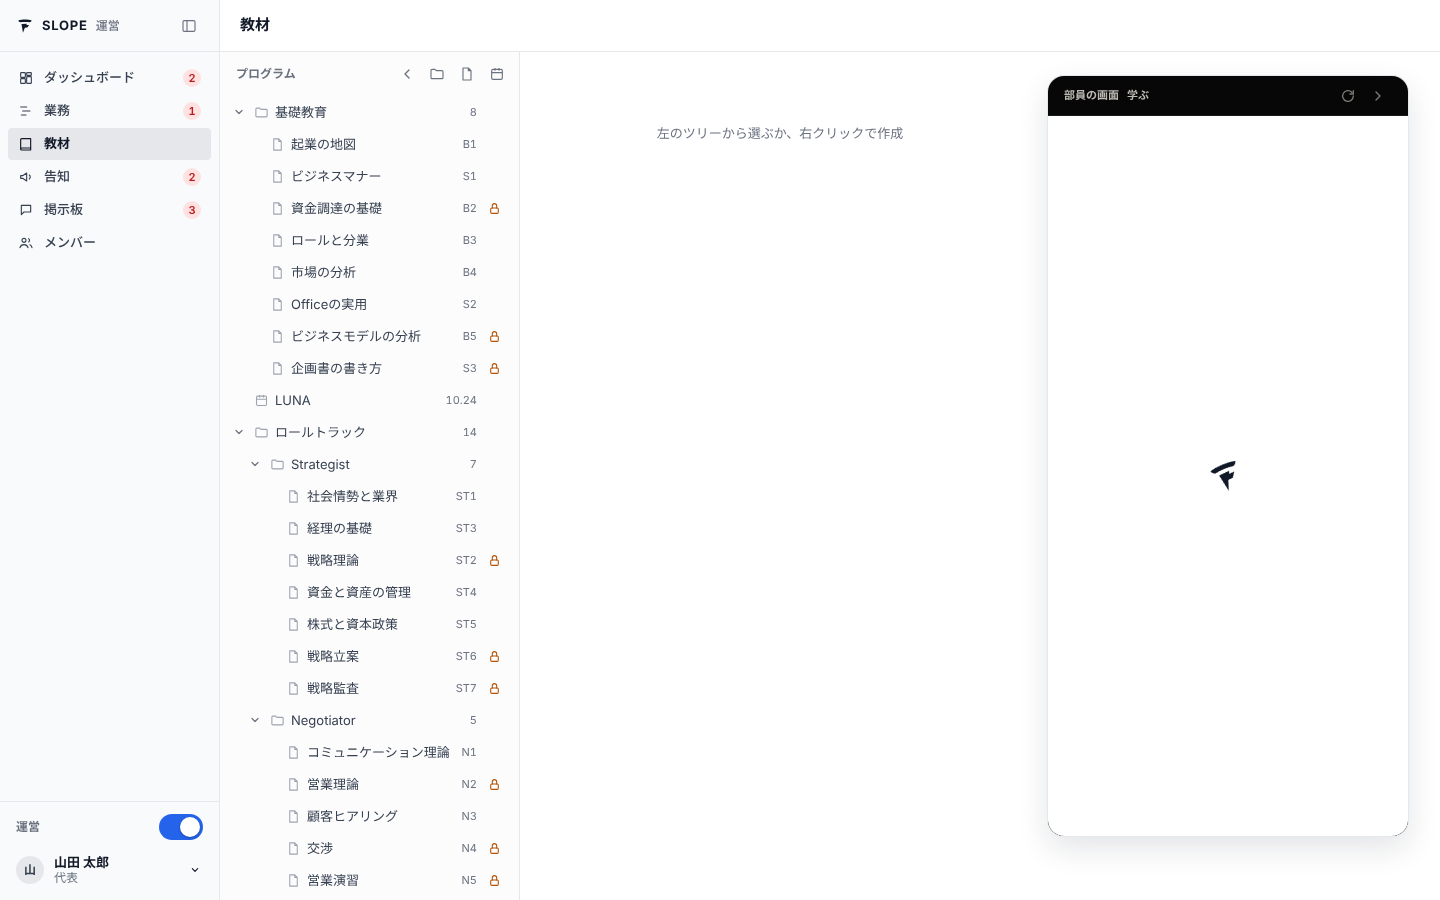 SLOPE 運営
教材
ダッシュボード 2
業務 1
教材
告知 2
掲示板 3
メンバー
プログラム
基礎教育 8
起業の地図 B1
ビジネスマナー S1
資金調達の基礎 B2
ロールと分業 B3
市場の分析 B4
Officeの実用 S2
ビジネスモデルの分析 B5
企画書の書き方 S3
LUNA 10.24
ロールトラック 14
Strategist 7
社会情勢と業界 ST1
経理の基礎 ST3
戦略理論 ST2
資金と資産の管理 ST4
株式と資本政策 ST5
戦略立案 ST6
戦略監査 ST7
Negotiator 5
コミュニケーション理論 N1
営業理論 N2
顧客ヒアリング N3
交渉 N4
営業演習 N5
左のツリーから選ぶか、右クリックで作成
部員の画面 学ぶ
運営
山 山田 太郎
代表